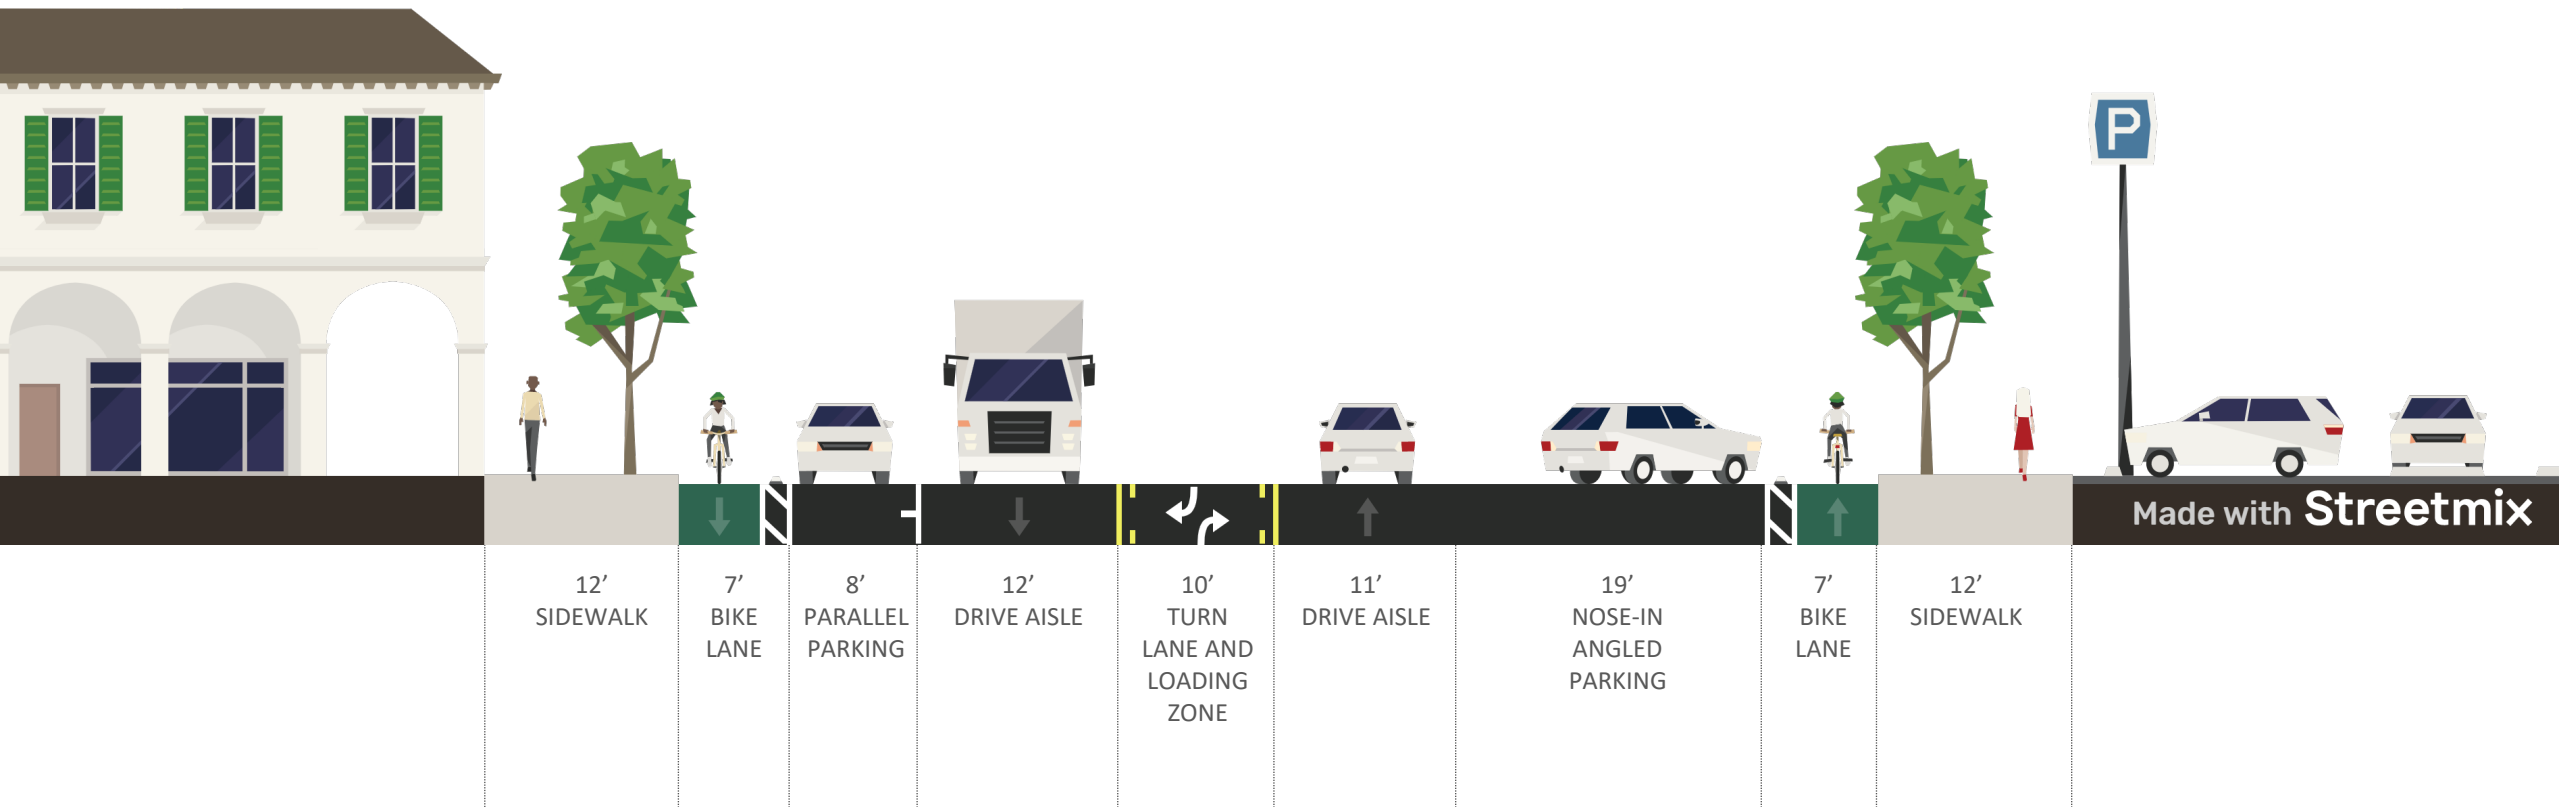 P
Made with Streetmix
12’
SIDEWALK
7’
BIKE
LANE
8’
PARALLEL
PARKING
12’
DRIVE AISLE
10’
TURN
LANE AND
LOADING
ZONE
11’
DRIVE AISLE
19’
NOSE-IN
ANGLED
PARKING
7’
BIKE
LANE
12’
SIDEWALK